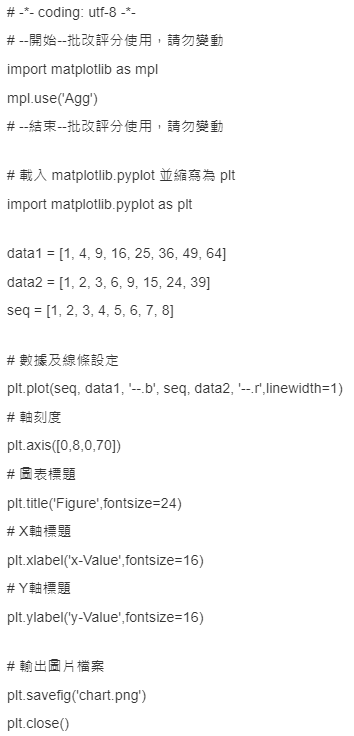 # -*- coding: utf-8 -*-
# --開始--批改評分使用，請勿變動
import matplotlib as mpl
mpl.use('Agg')
# --結束--批改評分使用，請勿變動
# 載入 matplotlib.pyplot 並縮寫為 plt
import matplotlib.pyplot as plt
data1 = [1, 4, 9, 16, 25, 36, 49, 64]
data2 = [1, 2, 3, 6, 9, 15, 24, 39]
seq = [1, 2, 3, 4, 5, 6, 7, 8]
# 數據及線條設定
plt.plot(seq, data1, '--.b', seq, data2, '--.r',linewidth=1)
# 軸刻度
plt.axis([0,8,0,70])
# 圖表標題
plt.title('Figure',fontsize=24)
# X軸標題
plt.xlabel('x-Value',fontsize=16)
# Y軸標題
plt.ylabel('y-Value',fontsize=16)
# 輸出圖片檔案
plt.savefig('chart.png')
plt.close()